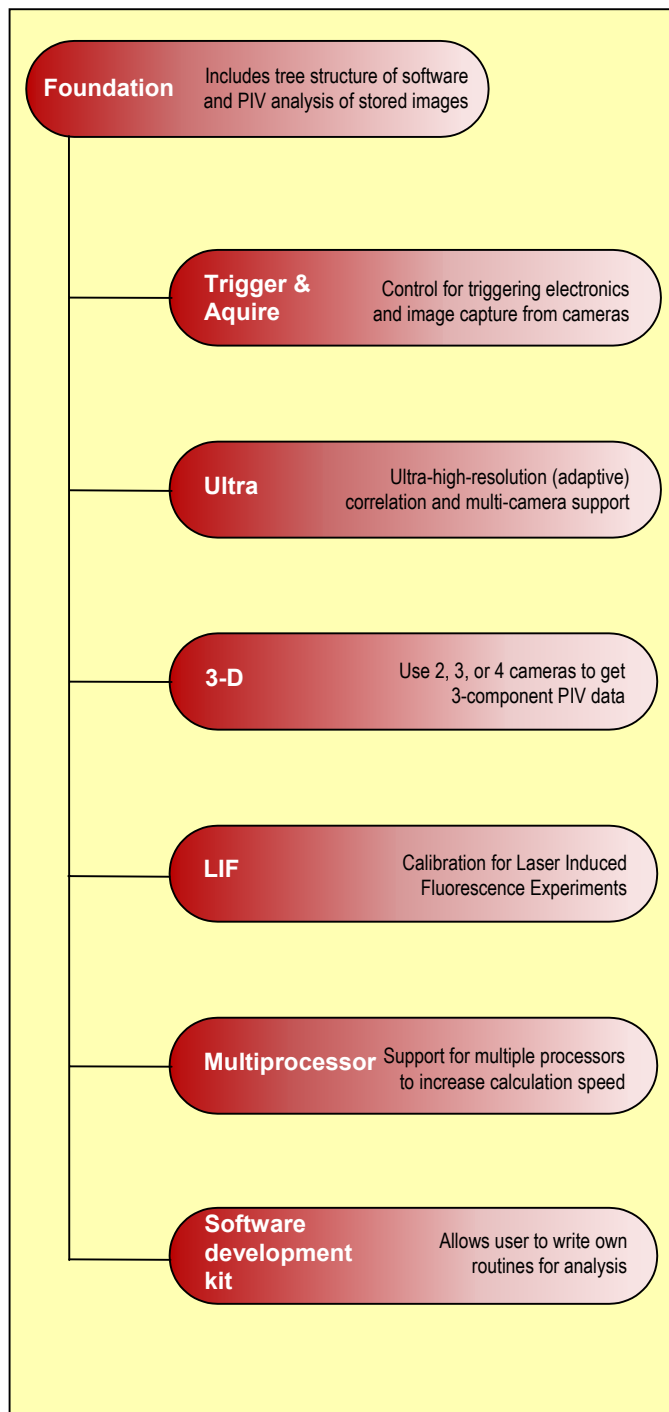 Foundation
Includes tree structure of software
and PIV analysis of stored images
Trigger &
Aquire
Control for triggering electronics
and image capture from cameras
Ultra
Ultra-high-resolution (adaptive)
correlation and multi-camera support
3-D
Use 2, 3, or 4 cameras to get
3-component PIV data
LIF
Calibration for Laser Induced
Fluorescence Experiments
Multiprocessor
Support for multiple processors
to increase calculation speed
Software
development
kit
Allows user to write own
routines for analysis